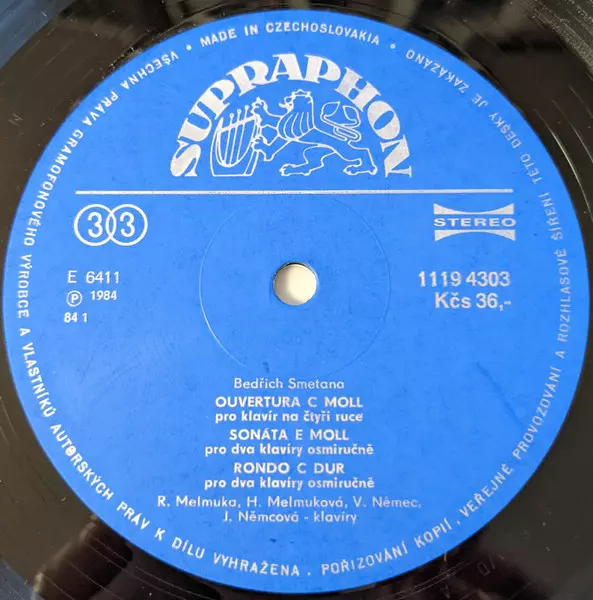 MADE IN CZECHOSLOVAKIA
VŠECHNA PRÁVA GRAMOFONOVÉHO VÝROBCE A VLASTNÍKŮ AUTORSKÝCH PRÁV K DÍLU VYHRAŽENA. POŘIZOVÁNÍ KOPIÍ, VEŘEJNÉ PROVOZOVÁNÍ A ROZHLASOVÉ ŠÍŘENÍ TÉTO DESKY JE ZAKÁZÁNO
SUPRAPHON
33
STEREO
E 6411
1119 4303
Ⓟ 1984
Kčs 36,-
84 1
Bedřich Smetana
OUVERTURA C MOLL
pro klavír na čtyři ruce
SONÁTA E MOLL
pro dva klavíry osmiručně
RONDO C DUR
pro dva klavíry osmiručně
R. Melmuka, H. Melmuková, V. Němec,
J. Němcová - klavíry